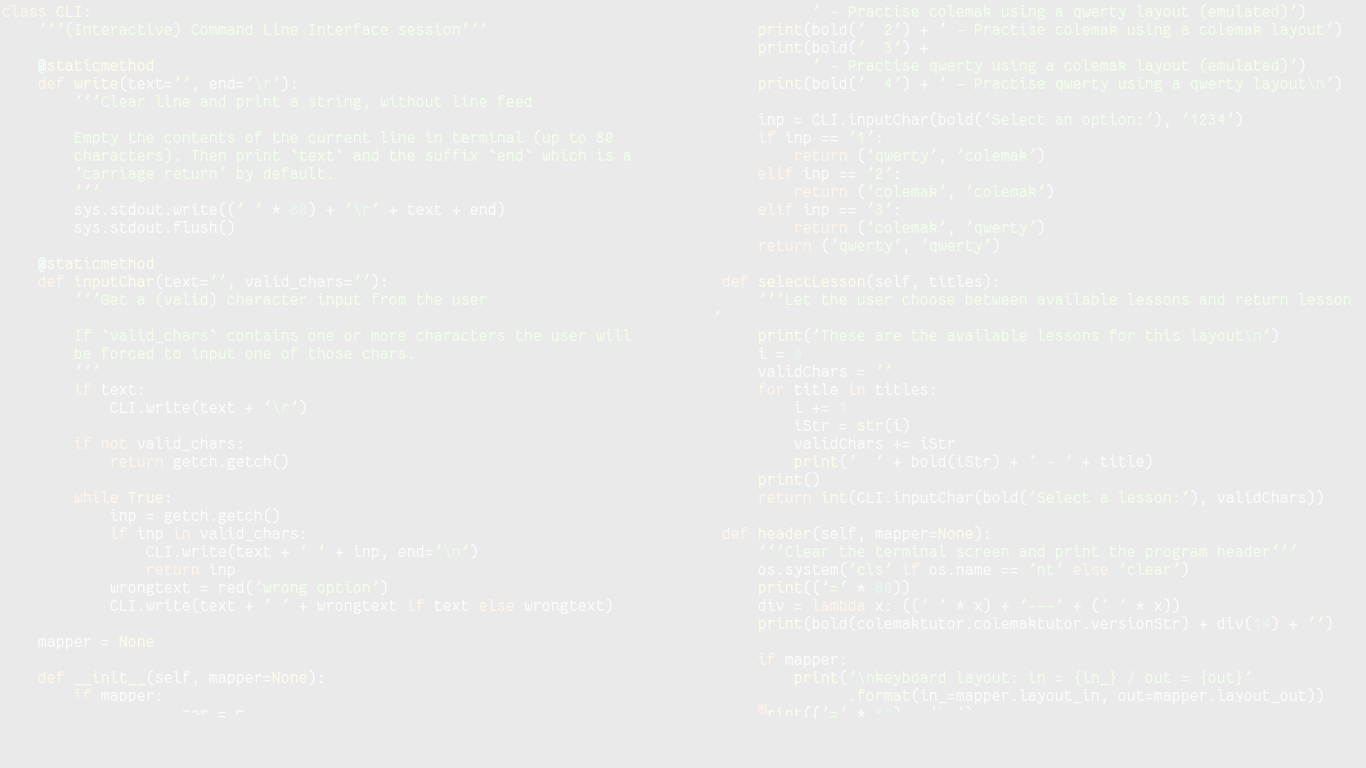 class CLI:
'''(Interactive) Command Line Interface session'''
@staticmethod
def write(text='', end='\r'):
'''Clear line and print a string, without line feed
Empty the contents of the current line in terminal (up to 80
characters). Then print `text` and the suffix `end` which is a
'carriage return' by default.
'''
sys.stdout.write((' ' * 80) + '\r' + text + end)
sys.stdout.flush()
@staticmethod
def inputChar(text='', valid_chars=''):
'''Get a (valid) character input from the user
If `valid_chars` contains one or more characters the user will
be forced to input one of those chars.
'''
if text:
CLI.write(text + '\r')
if not valid_chars:
return getch.getch()
while True:
inp = getch.getch()
if inp in valid_chars:
CLI.write(text + ' ' + inp, end='\n')
return inp
wrongtext = red('wrong option')
CLI.write(text + ' ' + wrongtext if text else wrongtext)
mapper = None
def __init__(self, mapper=None):
if mapper:
' - Practise colemak using a qwerty layout (emulated)')
print(bold('  2') + ' - Practise colemak using a colemak layout')
print(bold('  3') +
' - Practise qwerty using a colemak layout (emulated)')
print(bold('  4') + ' - Practise qwerty using a qwerty layout\n')
inp = CLI.inputChar(bold('Select an option:'), '1234')
if inp == '1':
return ('qwerty', 'colemak')
elif inp == '2':
return ('colemak', 'colemak')
elif inp == '3':
return ('colemak', 'qwerty')
return ('qwerty', 'qwerty')
def selectLesson(self, titles):
'''Let the user choose between available lessons and return lesson
print('These are the available lessons for this layout\n')
i = 0
validChars = ''
for title in titles:
i += 1
iStr = str(i)
validChars += iStr
print('  ' + bold(iStr) + ' - ' + title)
print()
return int(CLI.inputChar(bold('Select a lesson:'), validChars))
def header(self, mapper=None):
'''Clear the terminal screen and print the program header'''
os.system('cls' if os.name == 'nt' else 'clear')
print(('=' * 80))
div = lambda x: ((' ' * x) + '---' + (' ' * x))
print(bold(colemaktutor.colemaktutor.versionStr) + div(14) + '')
if mapper:
print('\nkeyboard layout: in = {in_} / out = {out}'
.format(in_=mapper.layout_in, out=mapper.layout_out))